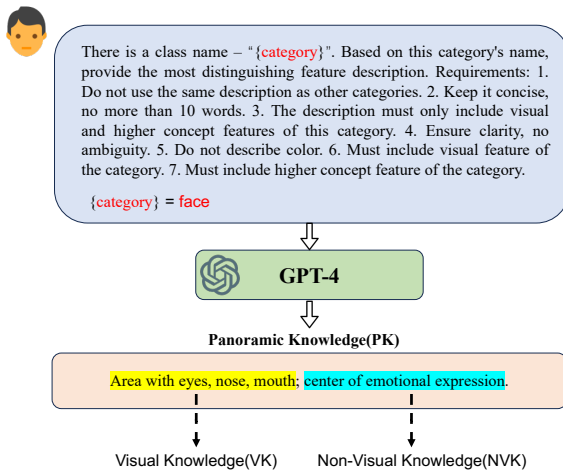 There is a class name – "{category}". Based on this category's name,
provide the most distinguishing feature description. Requirements: 1.
Do not use the same description as other categories. 2. Keep it concise,
no more than 10 words. 3. The description must only include visual
and higher concept features of this category. 4. Ensure clarity, no
ambiguity. 5. Do not describe color. 6. Must include visual feature of
the category. 7. Must include higher concept feature of the category.
{category} = face
GPT-4
Panoramic Knowledge(PK)
Area with eyes, nose, mouth; center of emotional expression.
Visual Knowledge(VK) Non-Visual Knowledge(NVK)